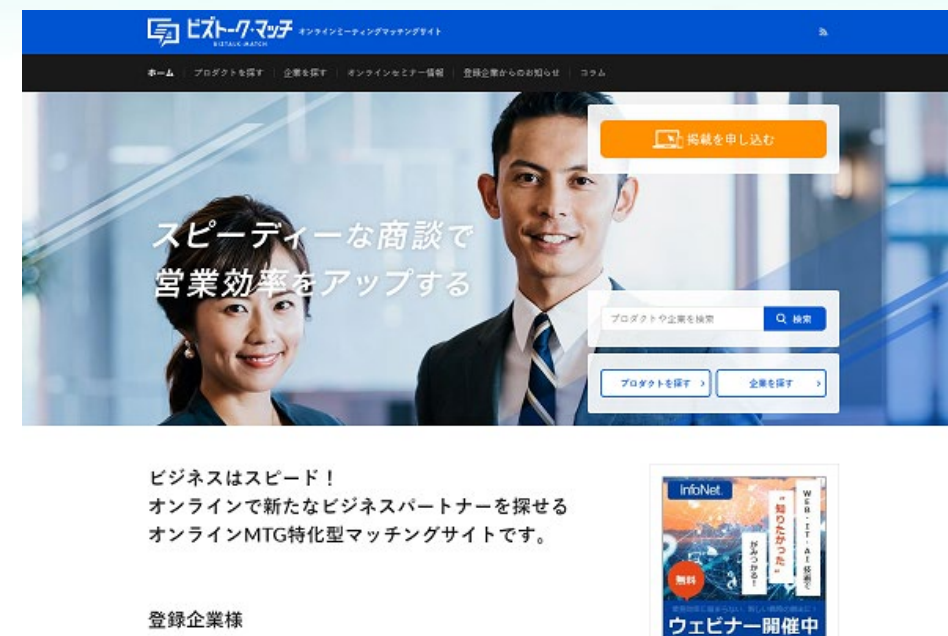 ビズトーク・マッチ オンラインミーティングマッチングサイト
BIZTALK-MATCH
ホーム プロダクトを探す 企業を探す オンラインセミナー情報 登録企業からのお知らせ コラム
掲載を申し込む
スピーディーな商談で
営業効率をアップする
プロダクトや企業を検索 検索
プロダクトを探す 企業を探す
ビジネスはスピード！
オンラインで新たなビジネスパートナーを探せる
オンラインMTG特化型マッチングサイトです。
登録企業様
InfoNet.
WEB・IT・AI技術で
"知りたかった"
がみつかる！
無料
ウェビナー開催中